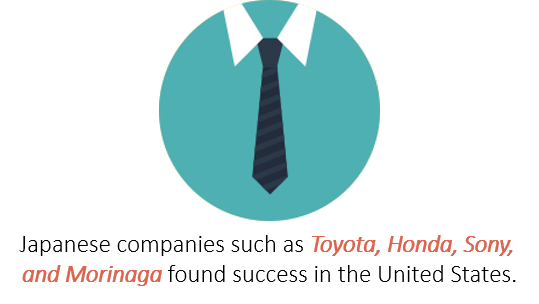 Japanese companies such as Toyota, Honda, Sony,
and Morinaga found success in the United States.